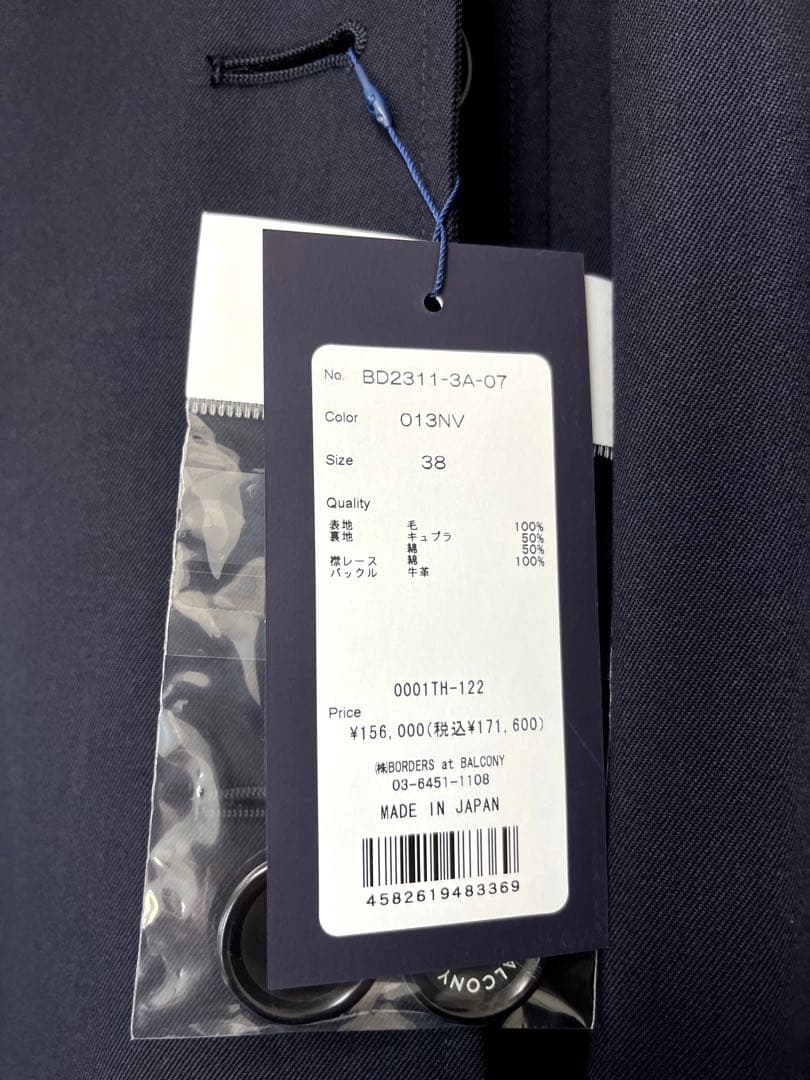 No. BD2311-3A-07
Color 013NV
Size 38
Quality
表地 毛 100%
裏地 キュプラ 50%
綿 50%
襟レース 綿 100%
バックル 牛革
0001TH-122
Price
¥156,000(税込¥171,600)
㈱BORDERS at BALCONY
03-6451-1108
MADE IN JAPAN
4582619483369
ALCONY